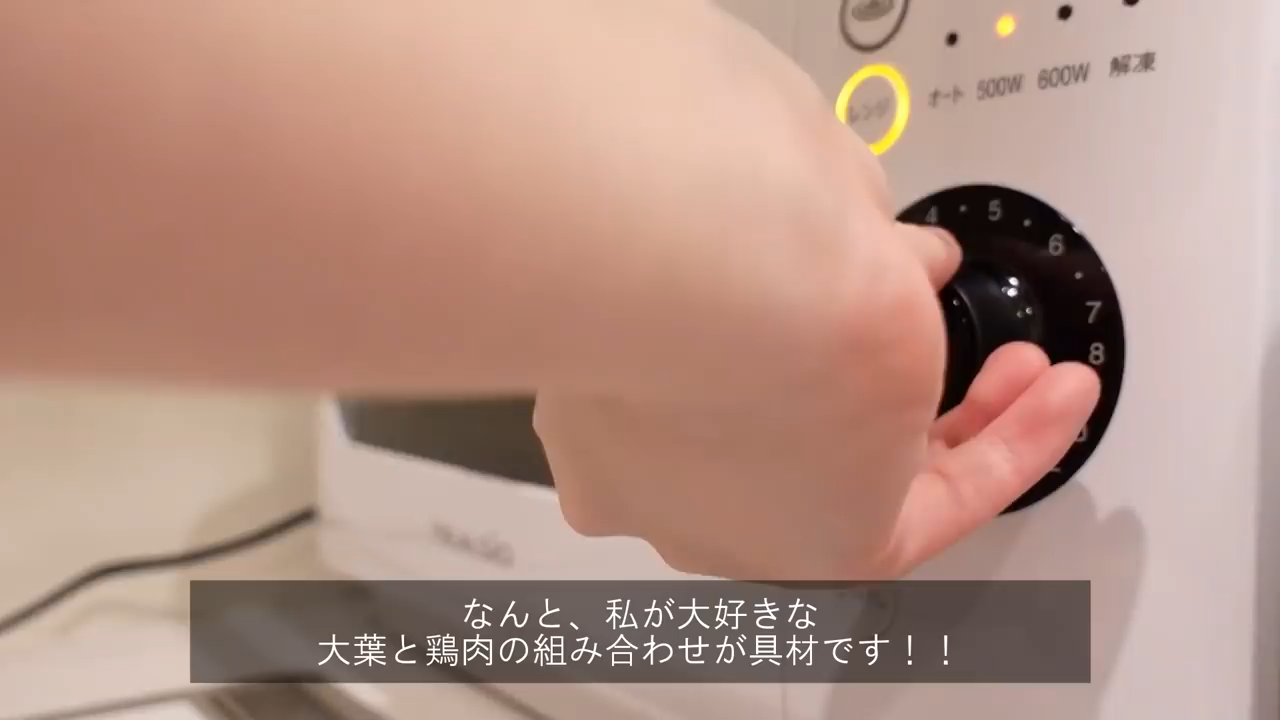 レンジ
オート 500W 600W 解凍
4 5 6 7 8
なんと、私が大好きな
大葉と鶏肉の組み合わせが具材です！！